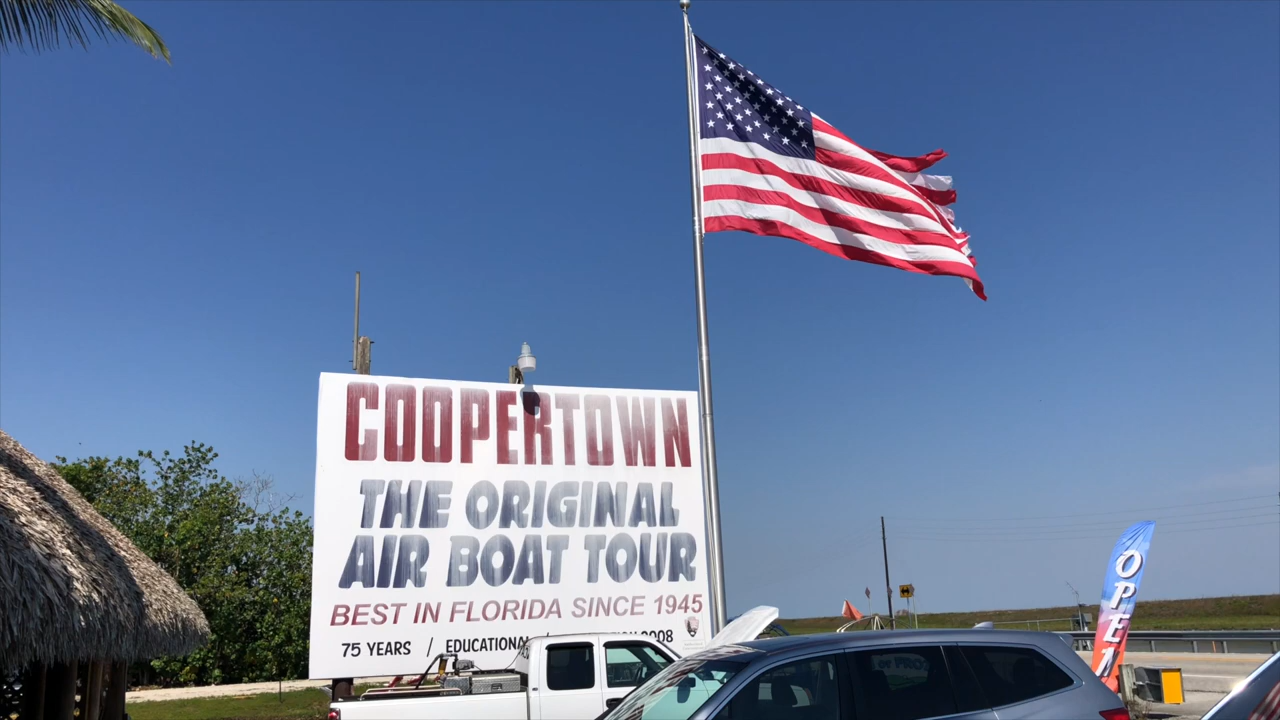 COOPERTOWN
THE ORIGINAL
AIR BOAT TOUR
BEST IN FLORIDA SINCE 1945
75 YEARS / EDUCATIONAL
OPEN